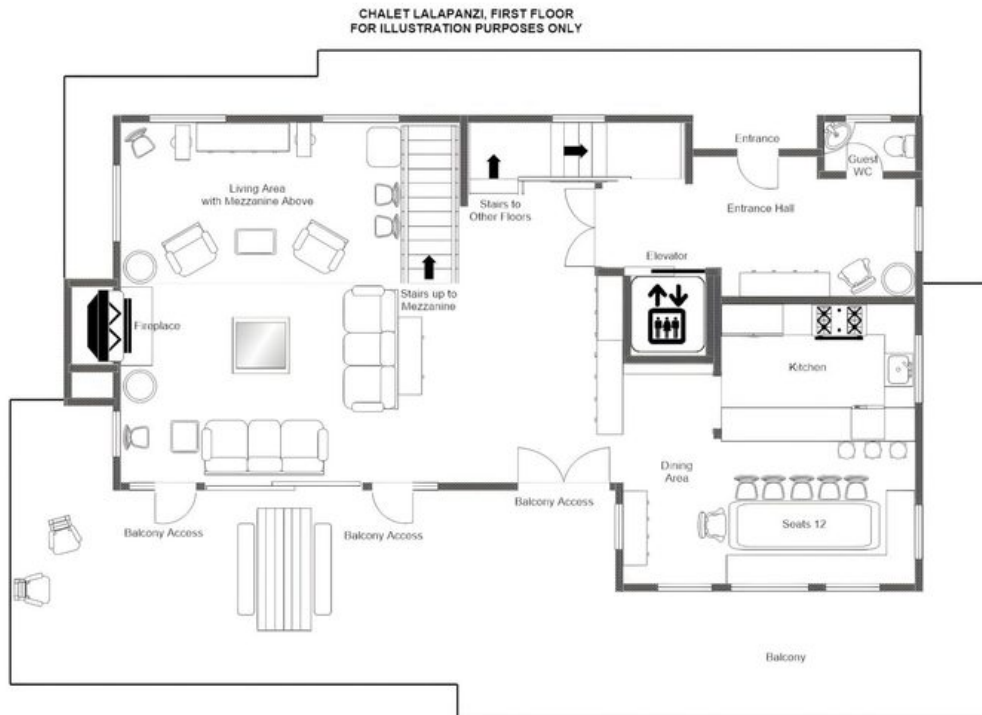 CHALET LALAPANZI, FIRST FLOOR
FOR ILLUSTRATION PURPOSES ONLY
Entrance
Guest
WC
Living Area
with Mezzanine Above
Stairs to
Other Floors
Entrance Hall
Elevator
Stairs up to
Mezzanine
Fireplace
Kitchen
Dining
Area
Seats 12
Balcony Access
Balcony Access
Balcony Access
Balcony